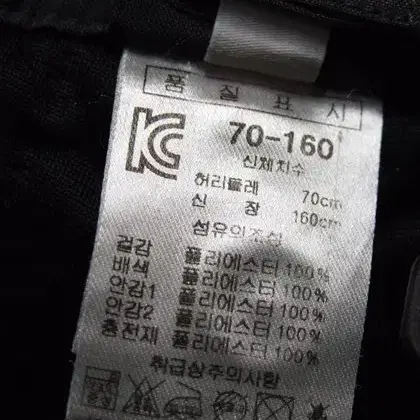 품 질 표 시
KC
70-160
신체치수
허리둘레 70cm
신 장 160cm
섬유의조성
겉감 폴리에스터 100%
배색 폴리에스터 100%
안감1 폴리에스터 100%
안감2 폴리에스터 100%
충전재 폴리에스터 100%
취급상주의사항